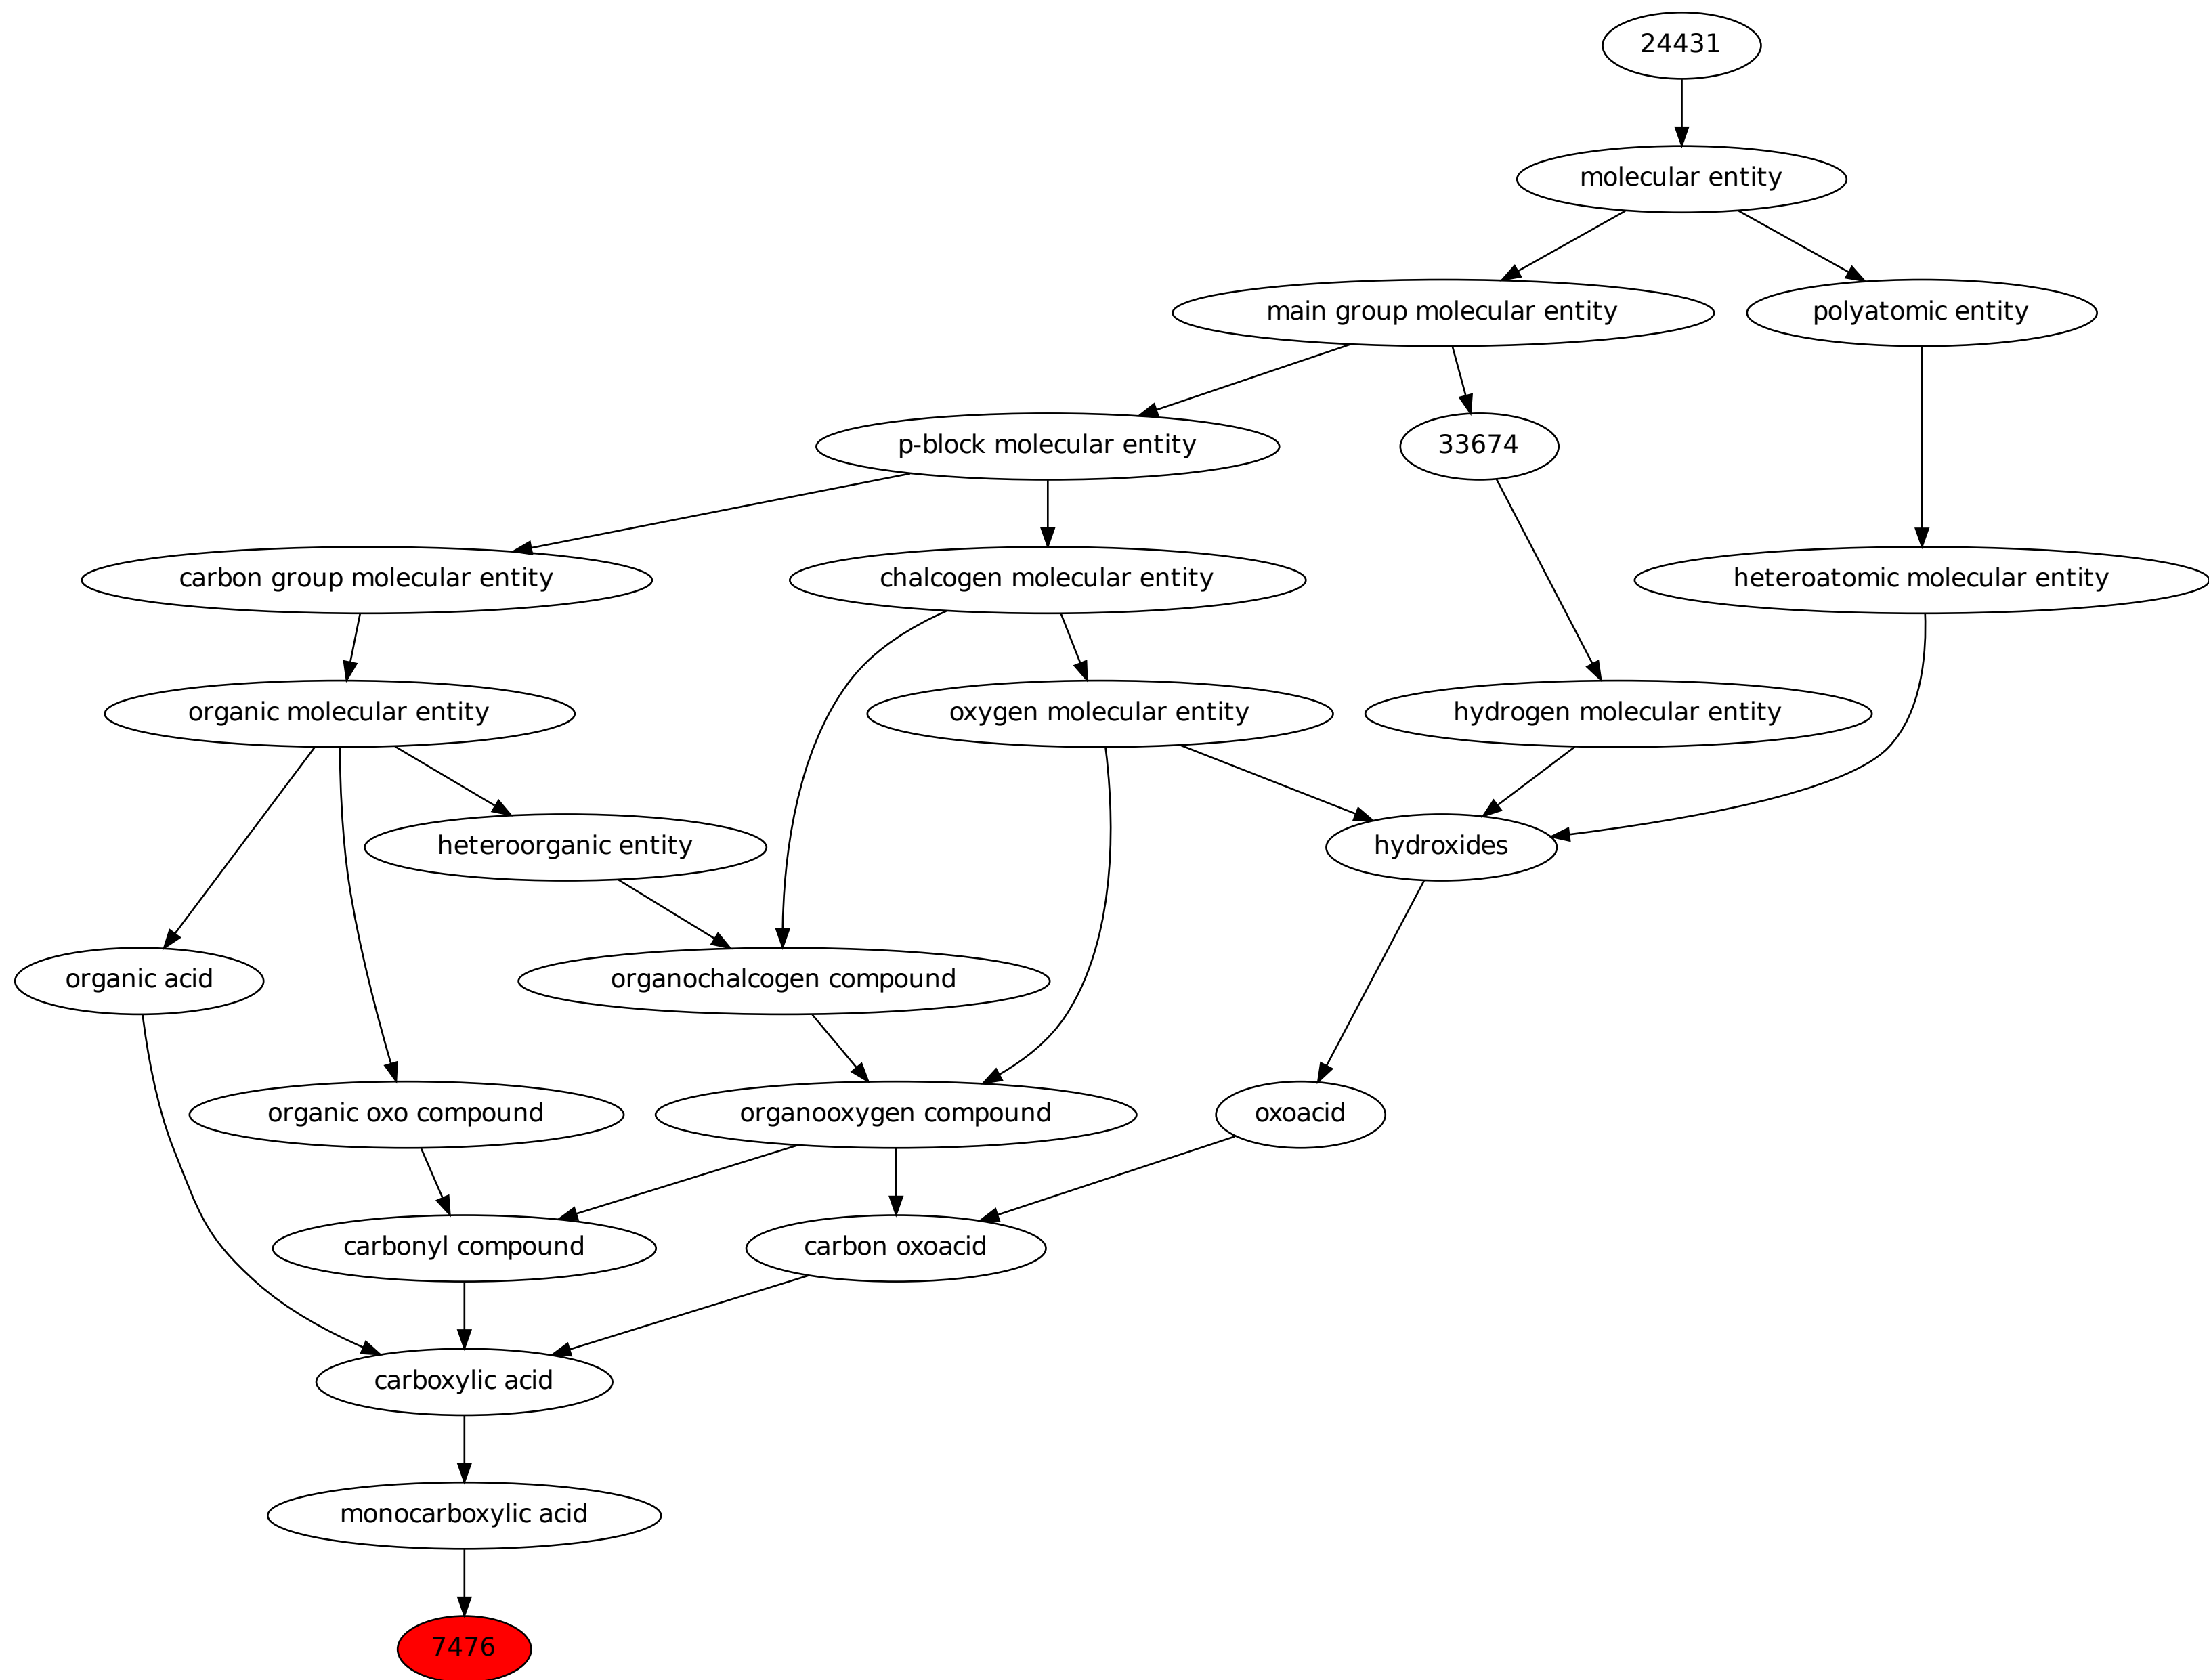 24431
molecular entity
main group molecular entity
polyatomic entity
p-block molecular entity
33674
carbon group molecular entity
chalcogen molecular entity
heteroatomic molecular entity
organic molecular entity
oxygen molecular entity
hydrogen molecular entity
heteroorganic entity
hydroxides
organic acid
organochalcogen compound
organic oxo compound
organooxygen compound
oxoacid
carbonyl compound
carbon oxoacid
carboxylic acid
monocarboxylic acid
7476